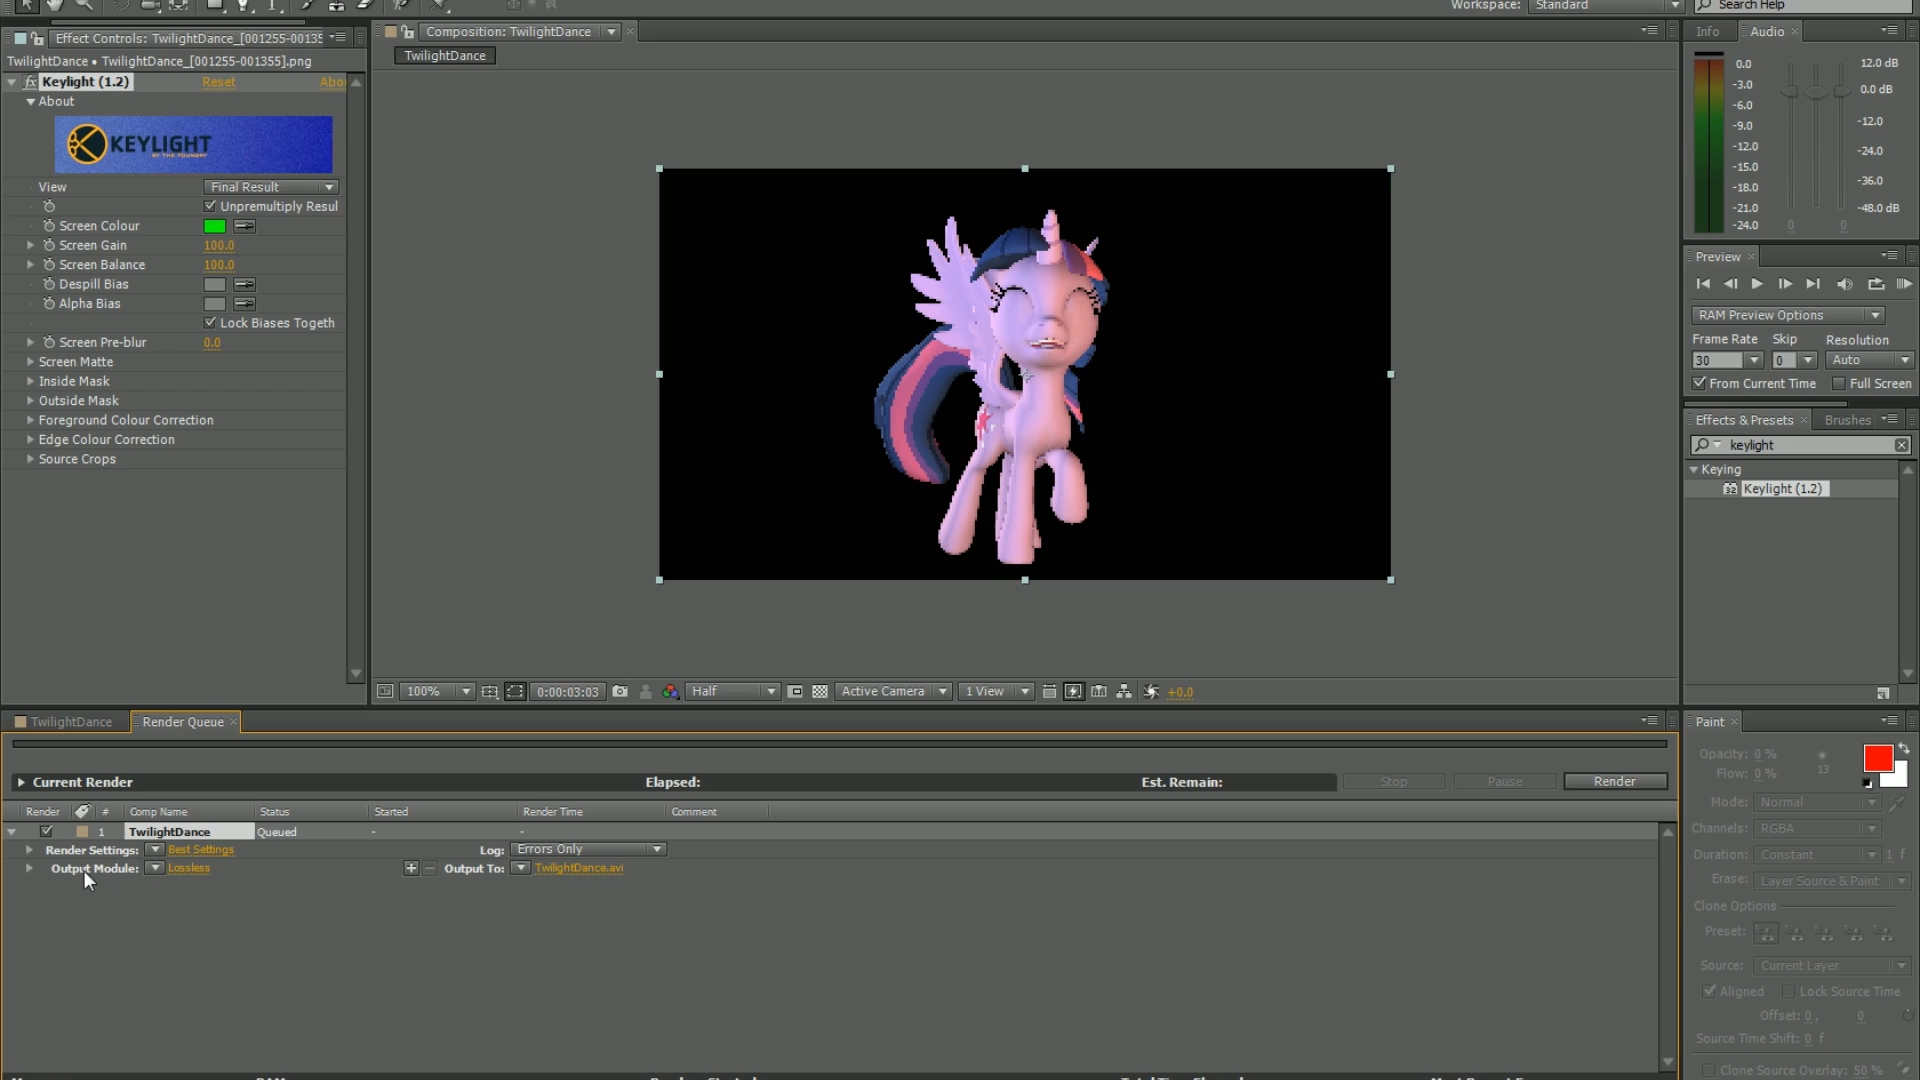 Workspace: Standard Search Help
Effect Controls: TwilightDance_[001255-00135
TwilightDance • TwilightDance_[001255-001355].png
Keylight (1.2) Reset Abo
About
KEYLIGHT
BY THE FOUNDRY
View Final Result
Unpremultiply Resul
Screen Colour
Screen Gain 100.0
Screen Balance 100.0
Despill Bias
Alpha Bias
Lock Biases Togeth
Screen Pre-blur 0.0
Screen Matte
Inside Mask
Outside Mask
Foreground Colour Correction
Edge Colour Correction
Source Crops
Composition: TwilightDance
TwilightDance
100% 0:00:03:03 Half Active Camera 1 View +0.0
Info Audio
0.0 12.0 dB
-3.0 0.0 dB
-6.0
-9.0 -12.0
-12.0 -24.0
-15.0
-18.0 -36.0
-21.0 -48.0 dB
-24.0 0 0
Preview
RAM Preview Options
Frame Rate Skip Resolution
30 0 Auto
From Current Time Full Screen
Effects & Presets Brushes
keylight
Keying
32 Keylight (1.2)
TwilightDance Render Queue
Current Render Elapsed: Est. Remain: Stop Pause Render
Render # Comp Name Status Started Render Time Comment
1 TwilightDance Queued - -
Render Settings: Best Settings Log: Errors Only
Output Module: Lossless Output To: TwilightDance.avi
Paint
Opacity: 0 %
Flow: 0 % 13
Mode: Normal
Channels: RGBA
Duration: Constant 1 f
Erase: Layer Source & Paint
Clone Options
Preset:
Source: Current Layer
Aligned Lock Source Time
Offset: 0 , 0
Source Time Shift: 0 f
Clone Source Overlay: 50 %